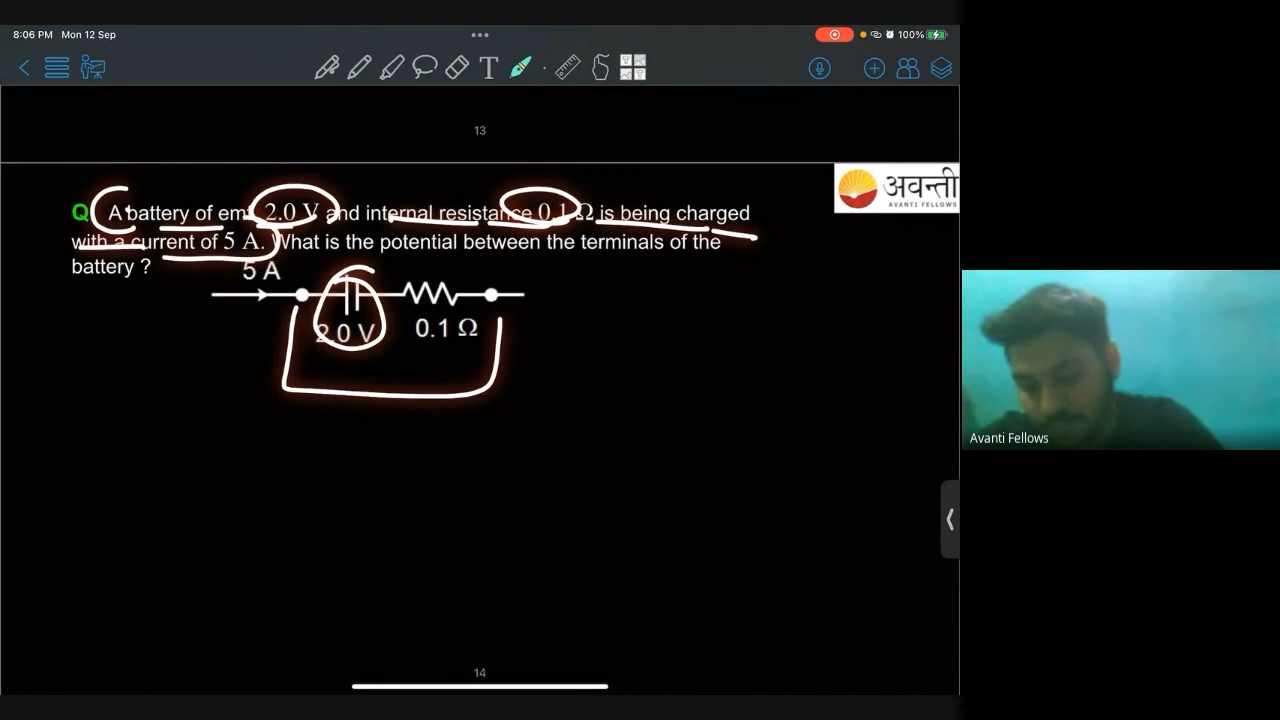 8:06 PM Mon 12 Sep
100%
T
13
अवन्ती
AVANTI FELLOWS
Q A battery of emf 2.0 V and internal resistance 0.1 Ω is being charged
with a current of 5 A. What is the potential between the terminals of the
battery ?
5 A
2.0 V 0.1 Ω
Avanti Fellows
14